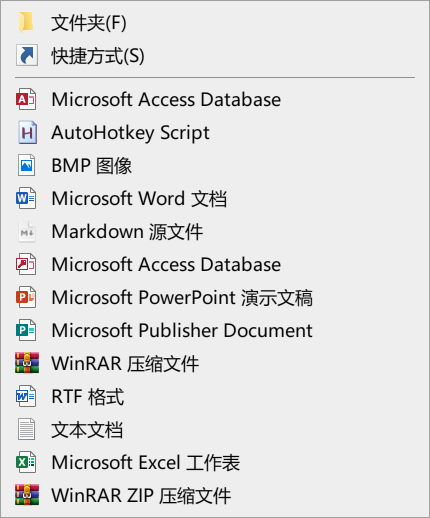 文件夹(F)
快捷方式(S)
Microsoft Access Database
AutoHotkey Script
BMP 图像
Microsoft Word 文档
Markdown 源文件
Microsoft Access Database
Microsoft PowerPoint 演示文稿
Microsoft Publisher Document
WinRAR 压缩文件
RTF 格式
文本文档
Microsoft Excel 工作表
WinRAR ZIP 压缩文件